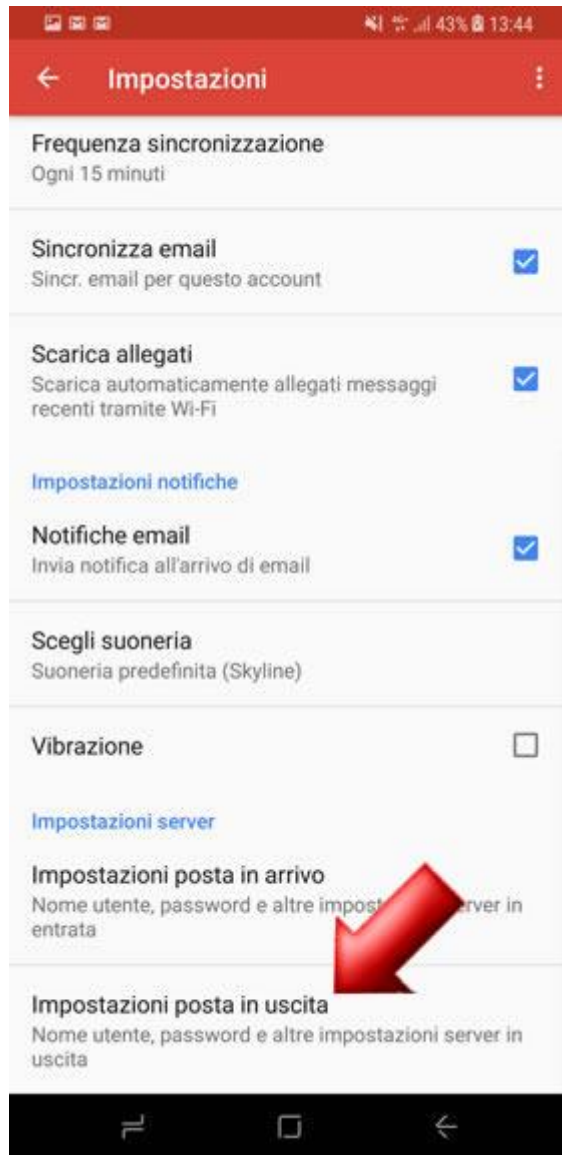 43% 13:44
Impostazioni
Frequenza sincronizzazione
Ogni 15 minuti
Sincronizza email
Sincr. email per questo account
Scarica allegati
Scarica automaticamente allegati messaggi
recenti tramite Wi-Fi
Impostazioni notifiche
Notifiche email
Invia notifica all'arrivo di email
Scegli suoneria
Suoneria predefinita (Skyline)
Vibrazione
Impostazioni server
Impostazioni posta in arrivo
Nome utente, password e altre in
entrata
Impostazioni posta in uscita
Nome utente, password e altre impostazioni server in
uscita